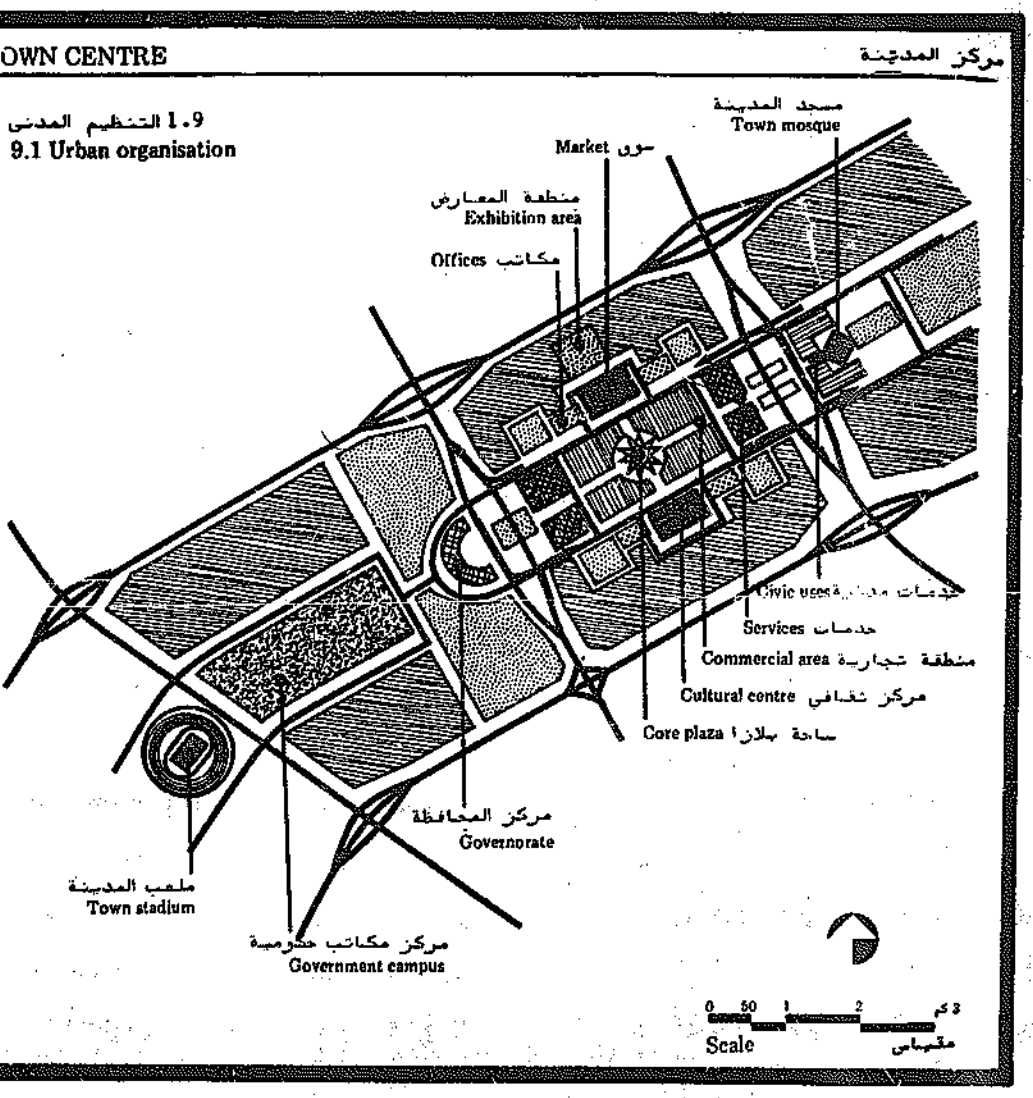 OWN CENTRE
مركز المدينة
1.9 التنظيم المدني
9.1 Urban organisation
مسجد المدينة
Town mosque
Market سوق
منطقة المعارض
Exhibition area
Offices مكاتب
Civic uses خدمات مدنية
Services خدمات
Commercial area منطقة تجارية
Cultural centre مركز ثقافي
Core plaza ساحة بلازا
مركز المحافظة
Governorate
ملعب المدينة
Town stadium
مركز مكاتب حكومية
Government campus
0 50 1 2 3 كم
Scale مقياس